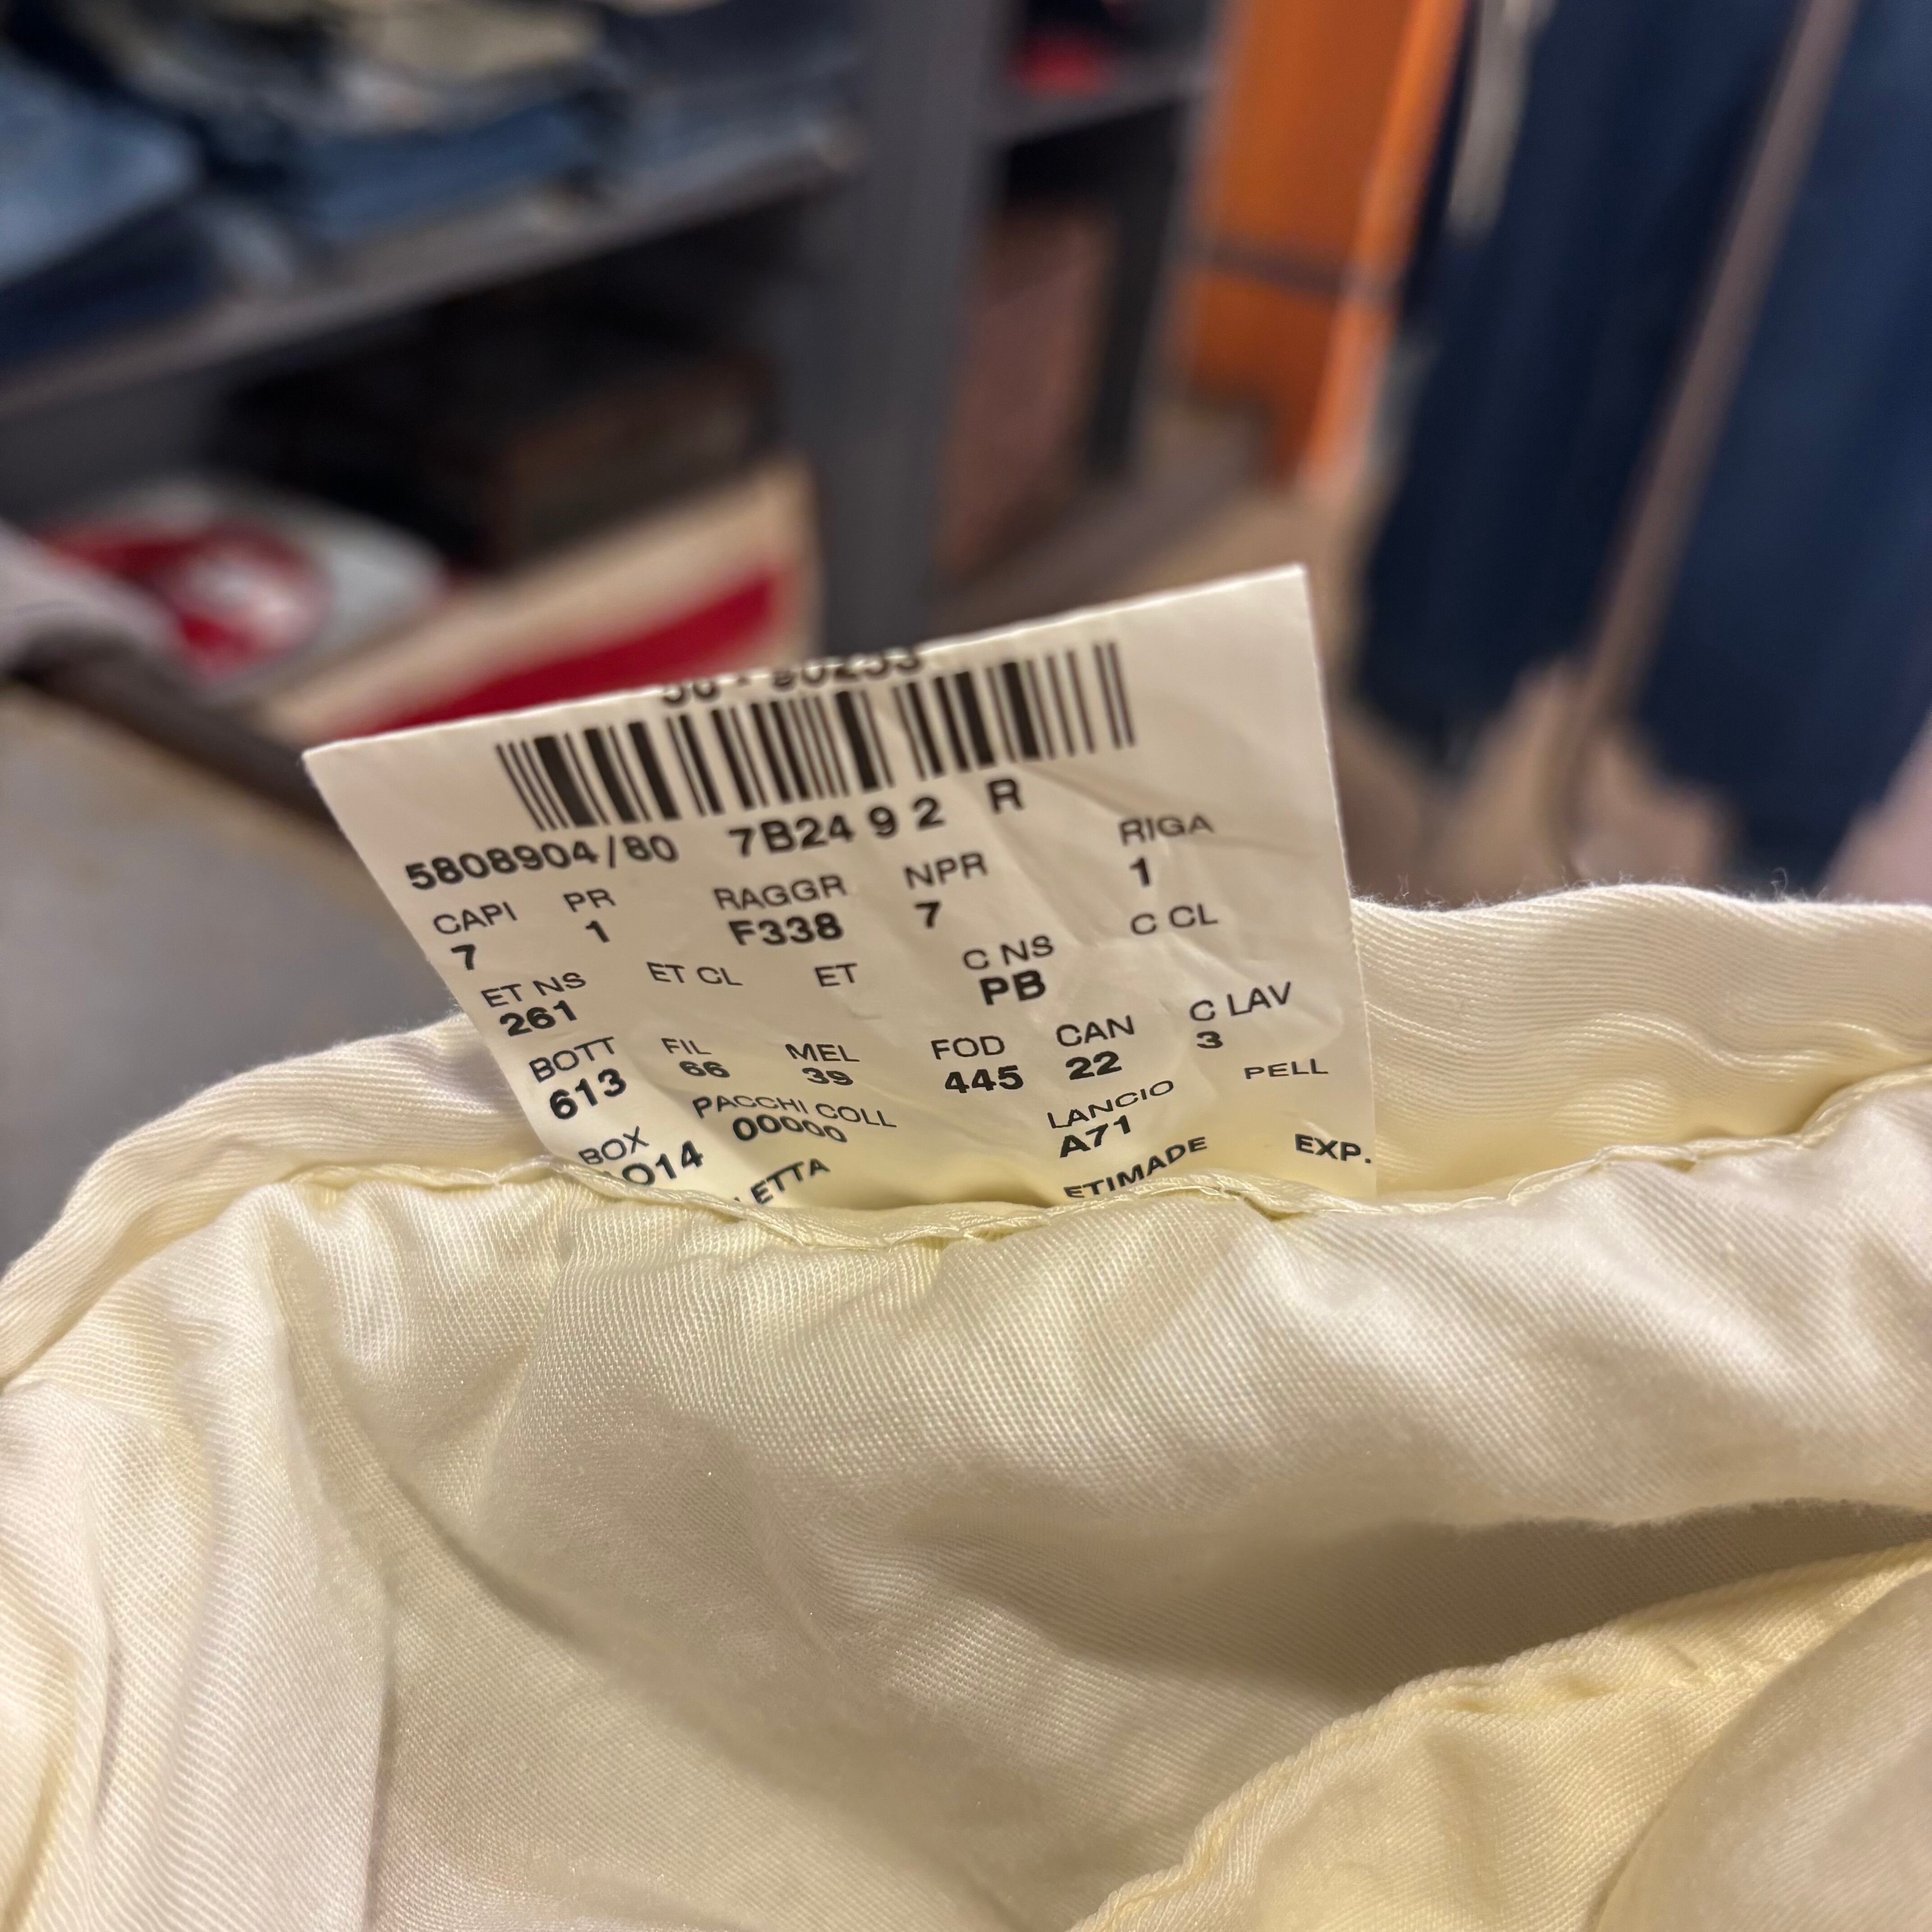 5808904/80 7B24 9 2 R
CAPI PR RAGGR NPR RIGA
7 1 F338 7 1
ET NS ET CL ET C NS C CL
261 PB
BOTT FIL MEL FOD CAN C LAV
613 66 39 445 22 3
BOX PACCHI COLL LANCIO PELL
014 00000 A71
LETTA ETIMADE EXP.